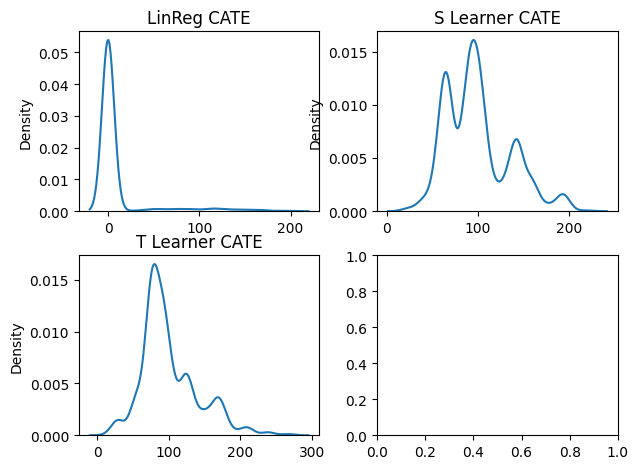 LinReg CATE
Density
0.05
0.04
0.03
0.02
0.01
0.00
0 100 200
S Learner CATE
Density
0.015
0.010
0.005
0.000
0 100 200
T Learner CATE
Density
0.015
0.010
0.005
0.000
0 100 200 300
1.0
0.8
0.6
0.4
0.2
0.0
0.0 0.2 0.4 0.6 0.8 1.0